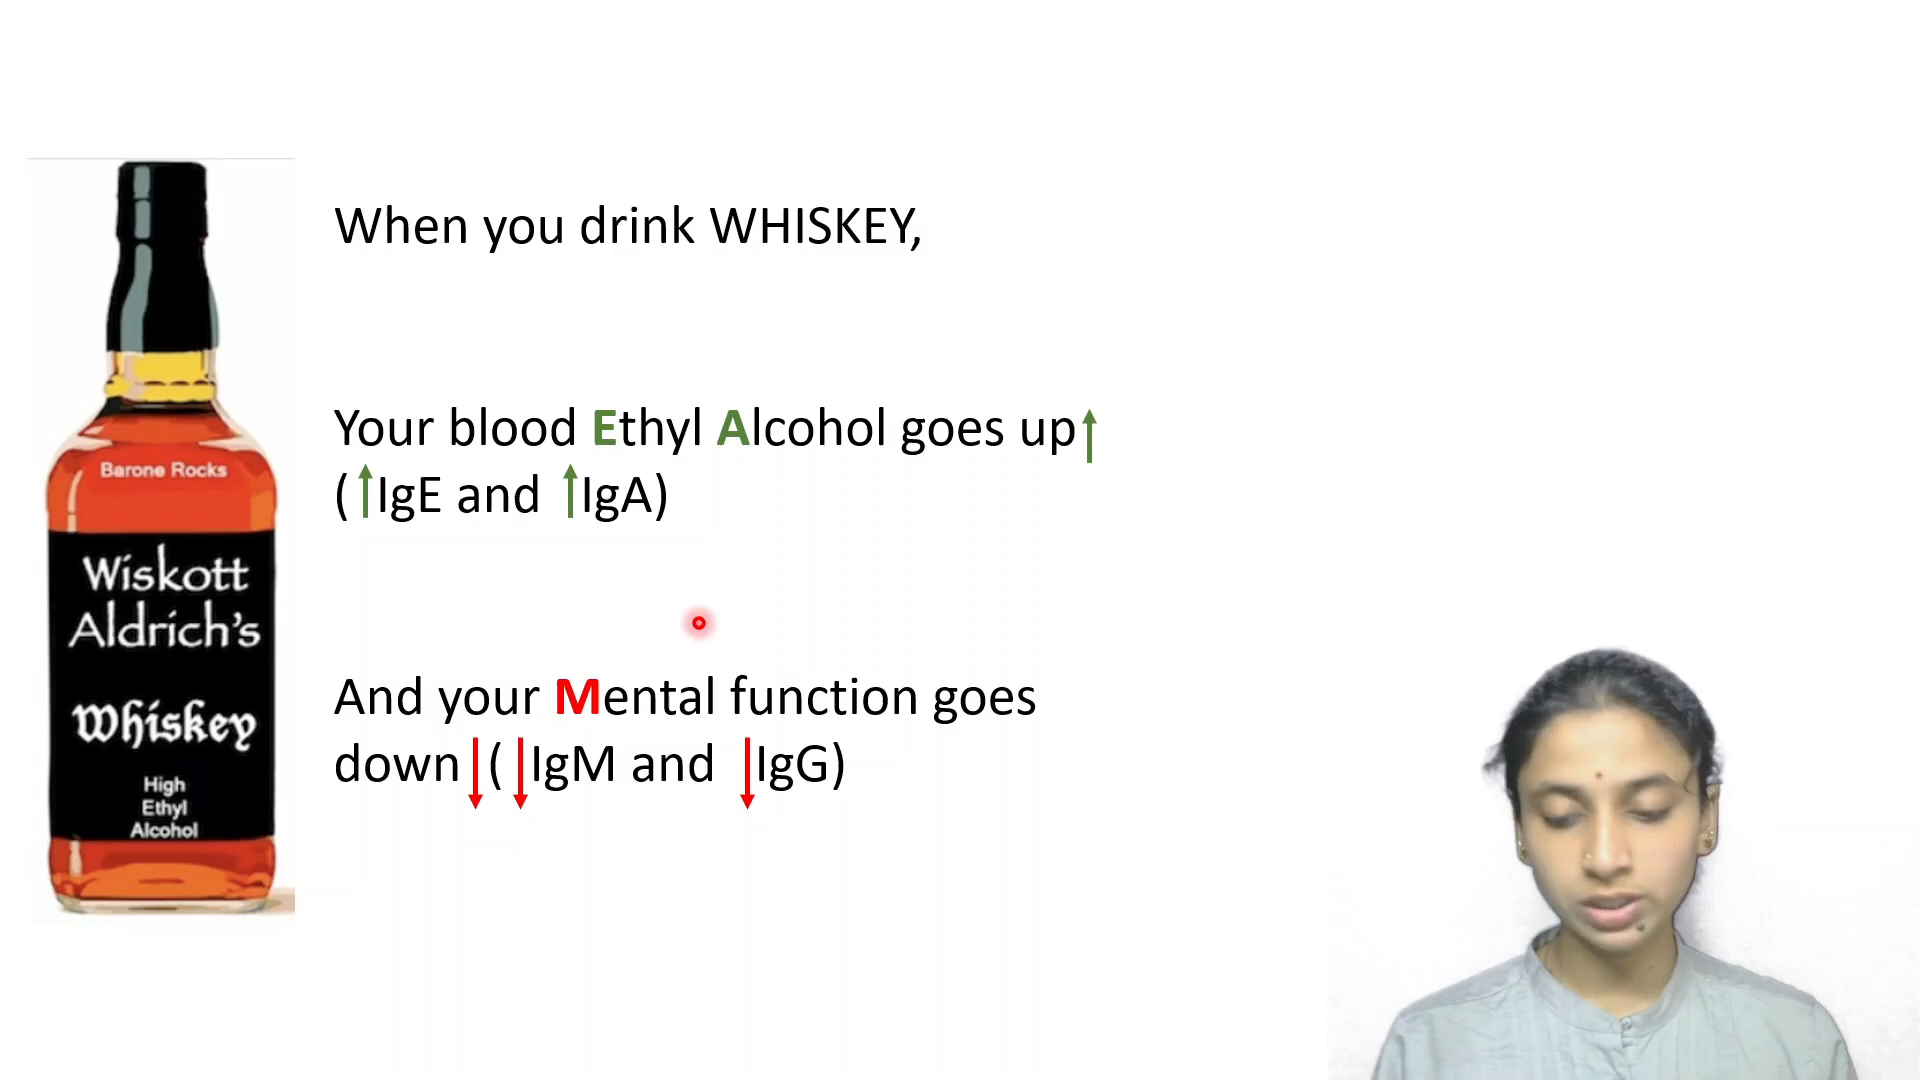 When you drink WHISKEY,
Your blood Ethyl Alcohol goes up↑
(↑IgE and ↑IgA)
And your Mental function goes
down↓(↓IgM and ↓IgG)
Barone Rocks
Wiskott
Aldrich's
Whiskey
High
Ethyl
Alcohol